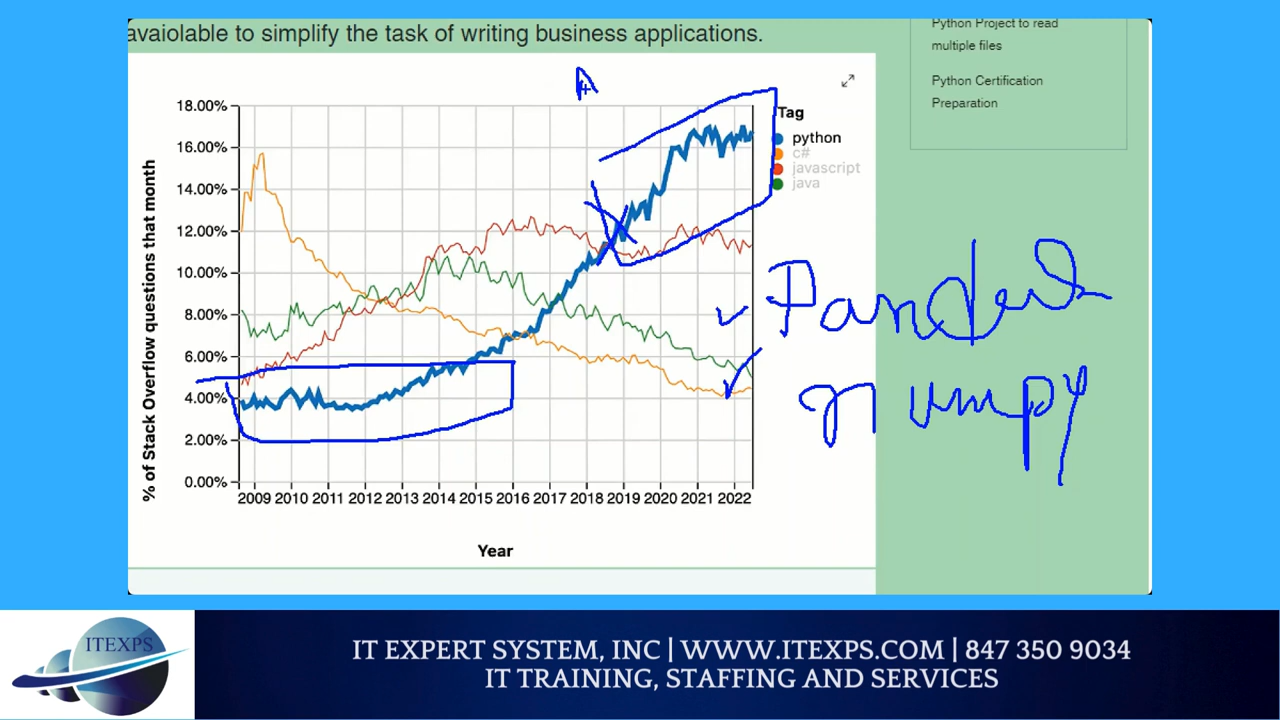 avaiolable to simplify the task of writing business applications.
Python Project to read
multiple files
Python Certification
Preparation
18.00%
16.00%
14.00%
12.00%
10.00%
8.00%
6.00%
4.00%
2.00%
0.00%
% of Stack Overflow questions that month
2009 2010 2011 2012 2013 2014 2015 2016 2017 2018 2019 2020 2021 2022
Year
Tag
python
c#
javascript
java
Pandas
numpy
ITEXPS
IT EXPERT SYSTEM, INC | WWW.ITEXPS.COM | 847 350 9034
IT TRAINING, STAFFING AND SERVICES